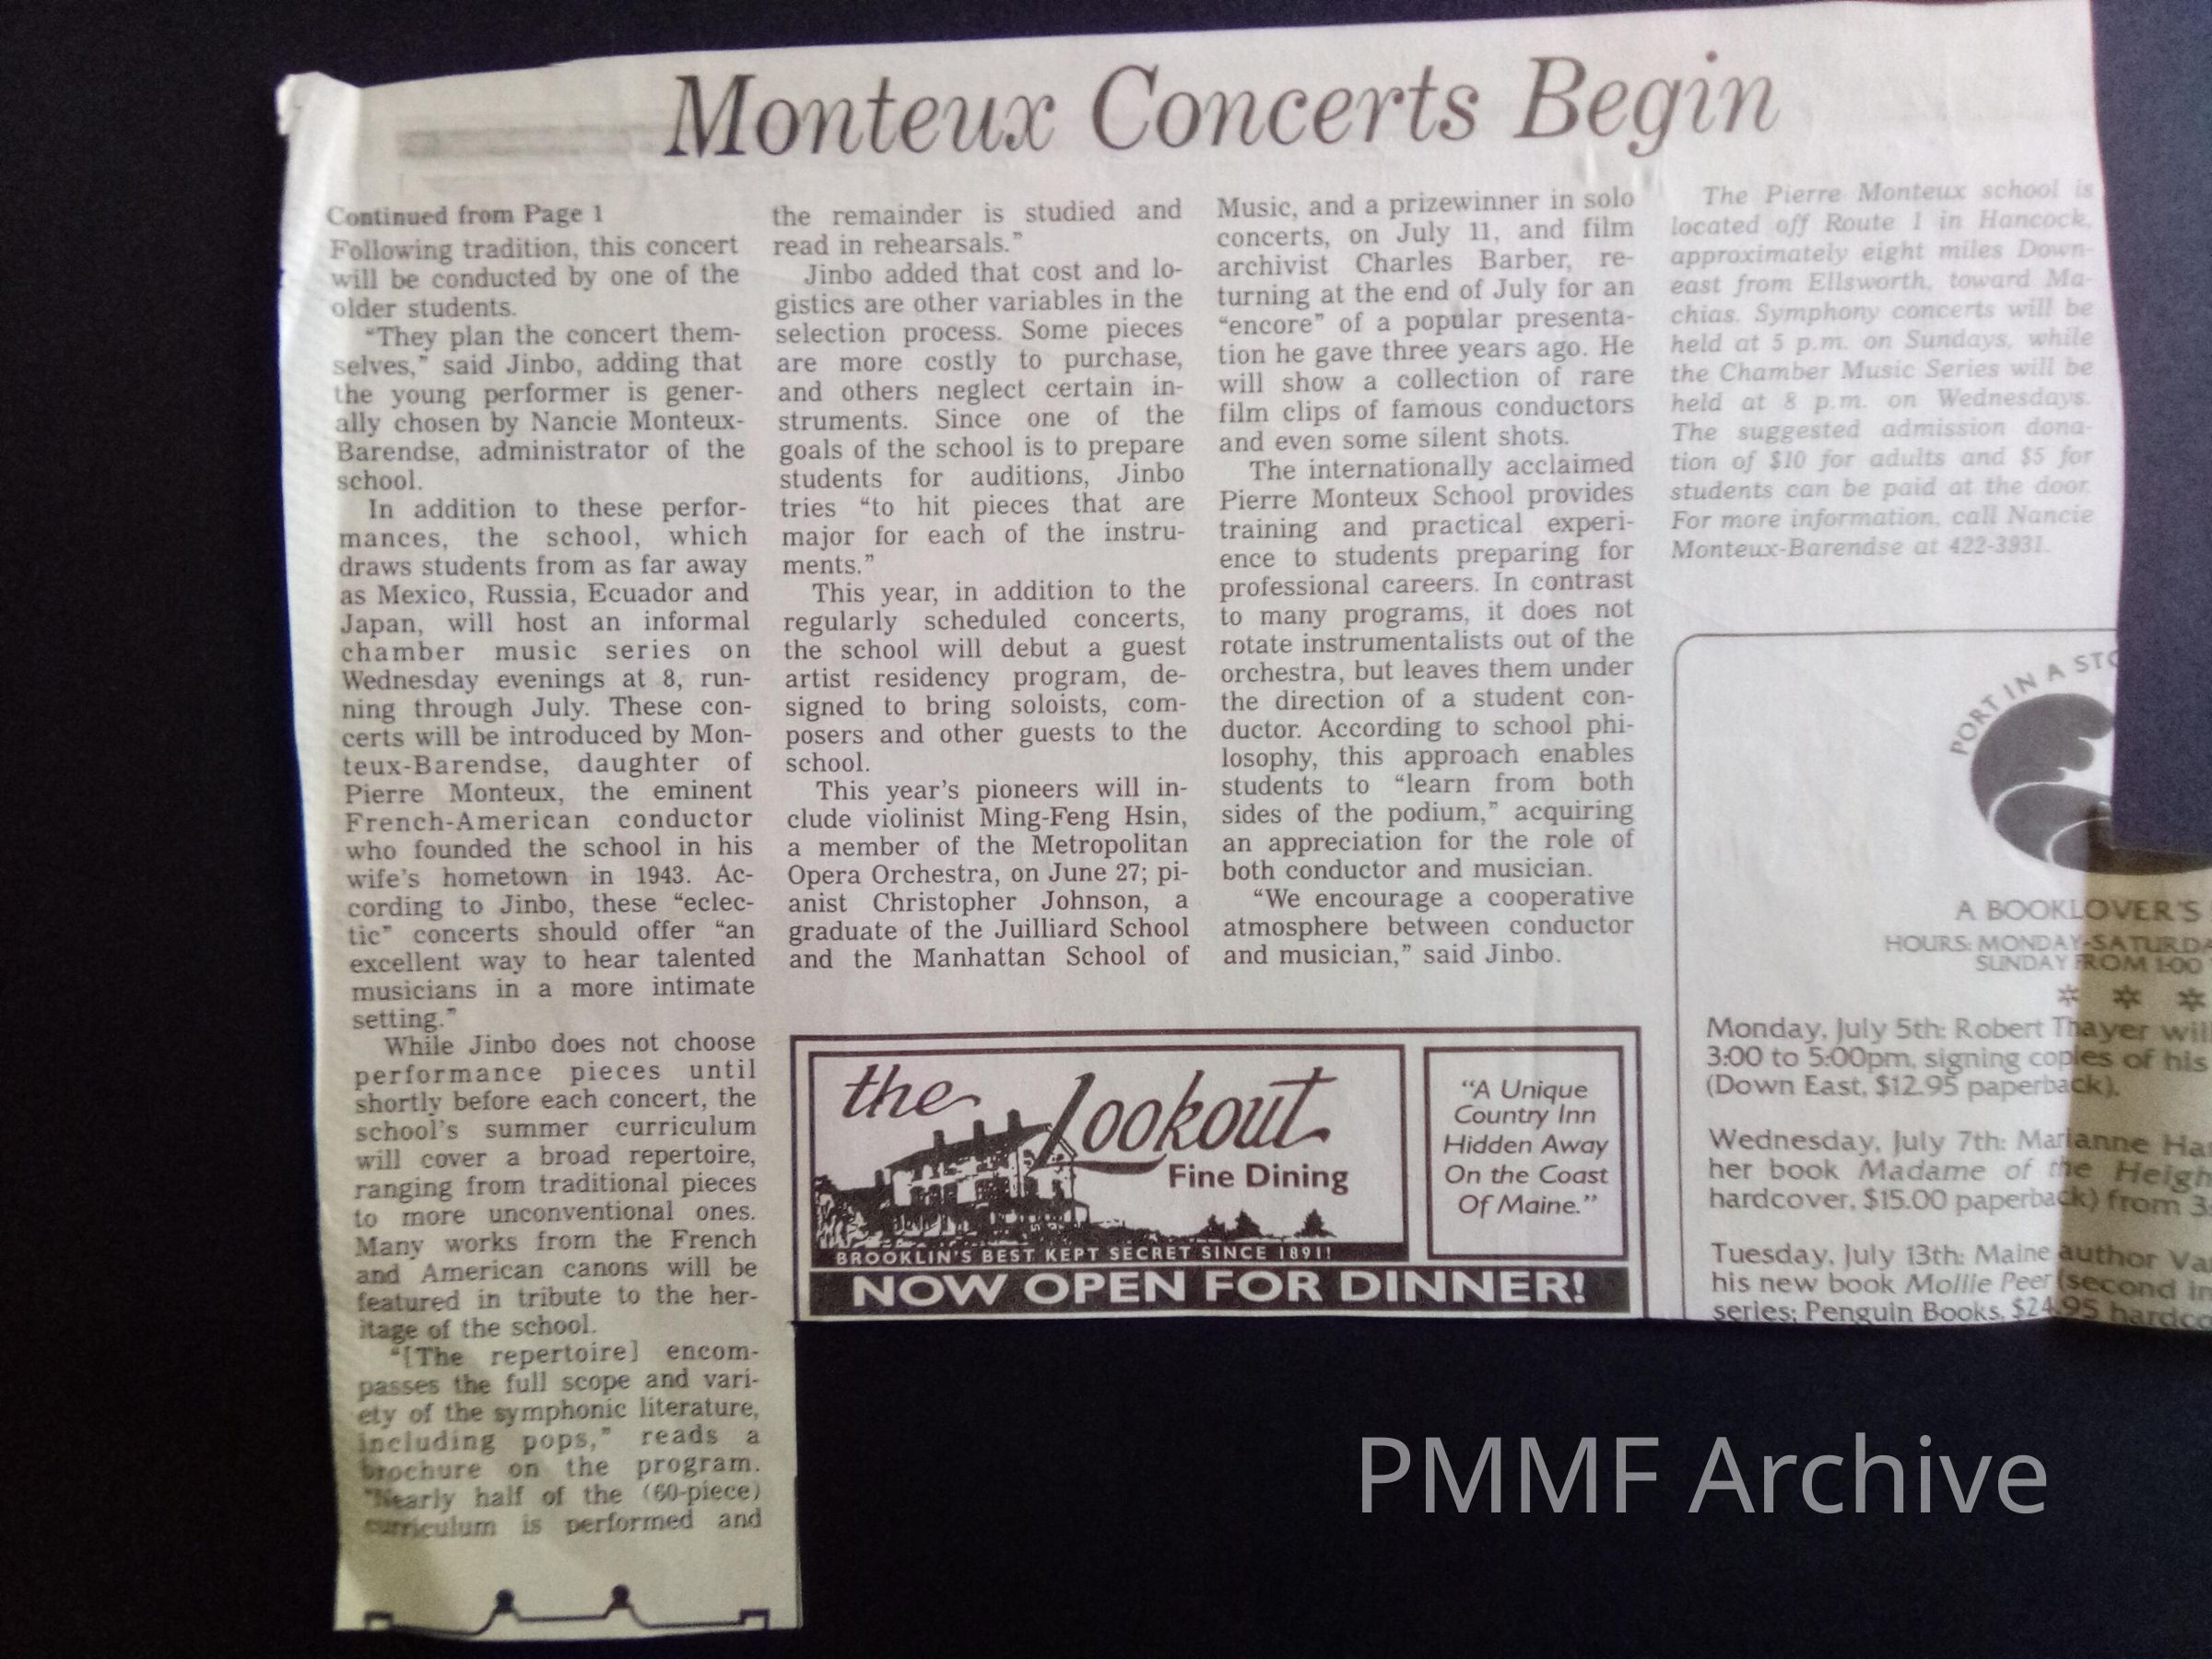 Monteux Concerts Begin
Continued from Page 1
Following tradition, this concert
will be conducted by one of the
older students.
“They plan the concert them-
selves,” said Jinbo, adding that
the young performer is gener-
ally chosen by Nancie Monteux-
Barendse, administrator of the
school.
In addition to these perfor-
mances, the school, which
draws students from as far away
as Mexico, Russia, Ecuador and
Japan, will host an informal
chamber music series on
Wednesday evenings at 8, run-
ning through July. These con-
certs will be introduced by Mon-
teux-Barendse, daughter of
Pierre Monteux, the eminent
French-American conductor
who founded the school in his
wife’s hometown in 1943. Ac-
cording to Jinbo, these “eclec-
tic” concerts should offer “an
excellent way to hear talented
musicians in a more intimate
setting.”
While Jinbo does not choose
performance pieces until
shortly before each concert, the
school’s summer curriculum
will cover a broad repertoire,
ranging from traditional pieces
to more unconventional ones.
Many works from the French
and American canons will be
featured in tribute to the her-
itage of the school.
“[The repertoire] encom-
passes the full scope and vari-
ety of the symphonic literature,
including pops,” reads a
brochure on the program.
“Nearly half of the (60-piece)
curriculum is performed and
the remainder is studied and
read in rehearsals.”
Jinbo added that cost and lo-
gistics are other variables in the
selection process. Some pieces
are more costly to purchase,
and others neglect certain in-
struments. Since one of the
goals of the school is to prepare
students for auditions, Jinbo
tries “to hit pieces that are
major for each of the instru-
ments.”
This year, in addition to the
regularly scheduled concerts,
the school will debut a guest
artist residency program, de-
signed to bring soloists, com-
posers and other guests to the
school.
This year’s pioneers will in-
clude violinist Ming-Feng Hsin,
a member of the Metropolitan
Opera Orchestra, on June 27; pi-
anist Christopher Johnson, a
graduate of the Juilliard School
and the Manhattan School of
Music, and a prizewinner in solo
concerts, on July 11, and film
archivist Charles Barber, re-
turning at the end of July for an
“encore” of a popular presenta-
tion he gave three years ago. He
will show a collection of rare
film clips of famous conductors
and even some silent shots.
The internationally acclaimed
Pierre Monteux School provides
training and practical experi-
ence to students preparing for
professional careers. In contrast
to many programs, it does not
rotate instrumentalists out of the
orchestra, but leaves them under
the direction of a student con-
ductor. According to school phi-
losophy, this approach enables
students to “learn from both
sides of the podium,” acquiring
an appreciation for the role of
both conductor and musician.
“We encourage a cooperative
atmosphere between conductor
and musician,” said Jinbo.
The Pierre Monteux school is
located off Route 1 in Hancock,
approximately eight miles Down-
east from Ellsworth, toward Ma-
chias. Symphony concerts will be
held at 5 p.m. on Sundays, while
the Chamber Music Series will be
held at 8 p.m. on Wednesdays.
The suggested admission dona-
tion of $10 for adults and $5 for
students can be paid at the door.
For more information, call Nancie
Monteux-Barendse at 422-3931.
the Lookout
Fine Dining
BROOKLIN’S BEST KEPT SECRET SINCE 1891!
NOW OPEN FOR DINNER!
“A Unique
Country Inn
Hidden Away
On the Coast
Of Maine.”
PORT IN A STO
A BOOKLOVER’S
HOURS: MONDAY-SATURDA
SUNDAY FROM 1:00
* * *
Monday, July 5th: Robert Thayer will
3:00 to 5:00pm, signing copies of his
(Down East, $12.95 paperback).
Wednesday, July 7th: Marianne Ha
her book Madame of the Heigh
hardcover, $15.00 paperback) from 3:
Tuesday, July 13th: Maine author Va
his new book Mollie Peer (second in
series; Penguin Books, $24.95 hardco
PMMF Archive